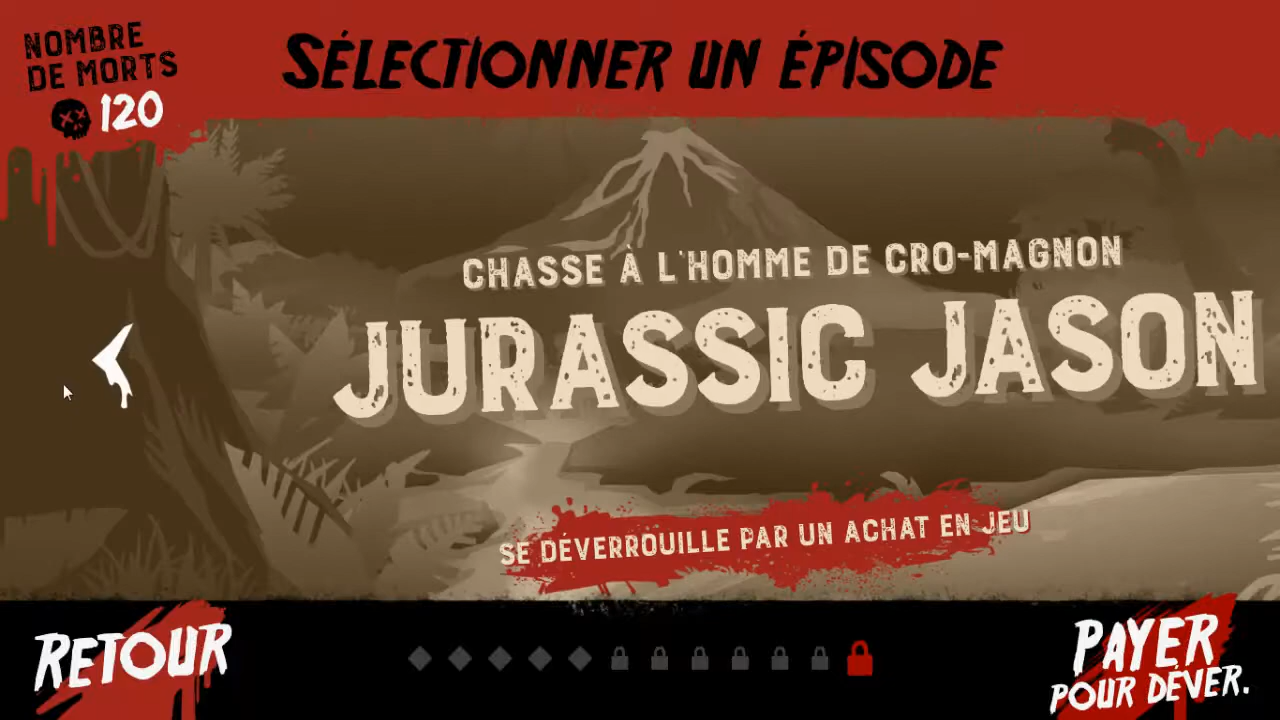 NOMBRE
DE MORTS
120
SÉLECTIONNER UN ÉPISODE
CHASSE À L'HOMME DE CRO-MAGNON
JURASSIC JASON
SE DÉVERROUILLE PAR UN ACHAT EN JEU
RETOUR
PAYER
POUR DÉVER.